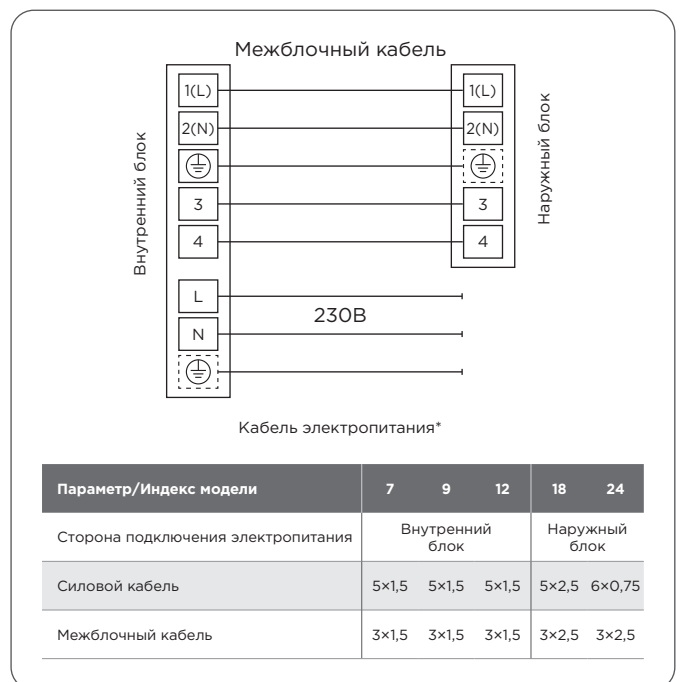 Межблочный кабель
Внутренний блок
Наружный блок
1(L) 1(L)
2(N) 2(N)
3 3
4 4
L
230В
N
Кабель электропитания*
Параметр/Индекс модели 7 9 12 18 24
Сторона подключения электропитания Внутренний блок Наружный блок
Силовой кабель 5×1,5 5×1,5 5×1,5 5×2,5 6×0,75
Межблочный кабель 3×1,5 3×1,5 3×1,5 3×2,5 3×2,5